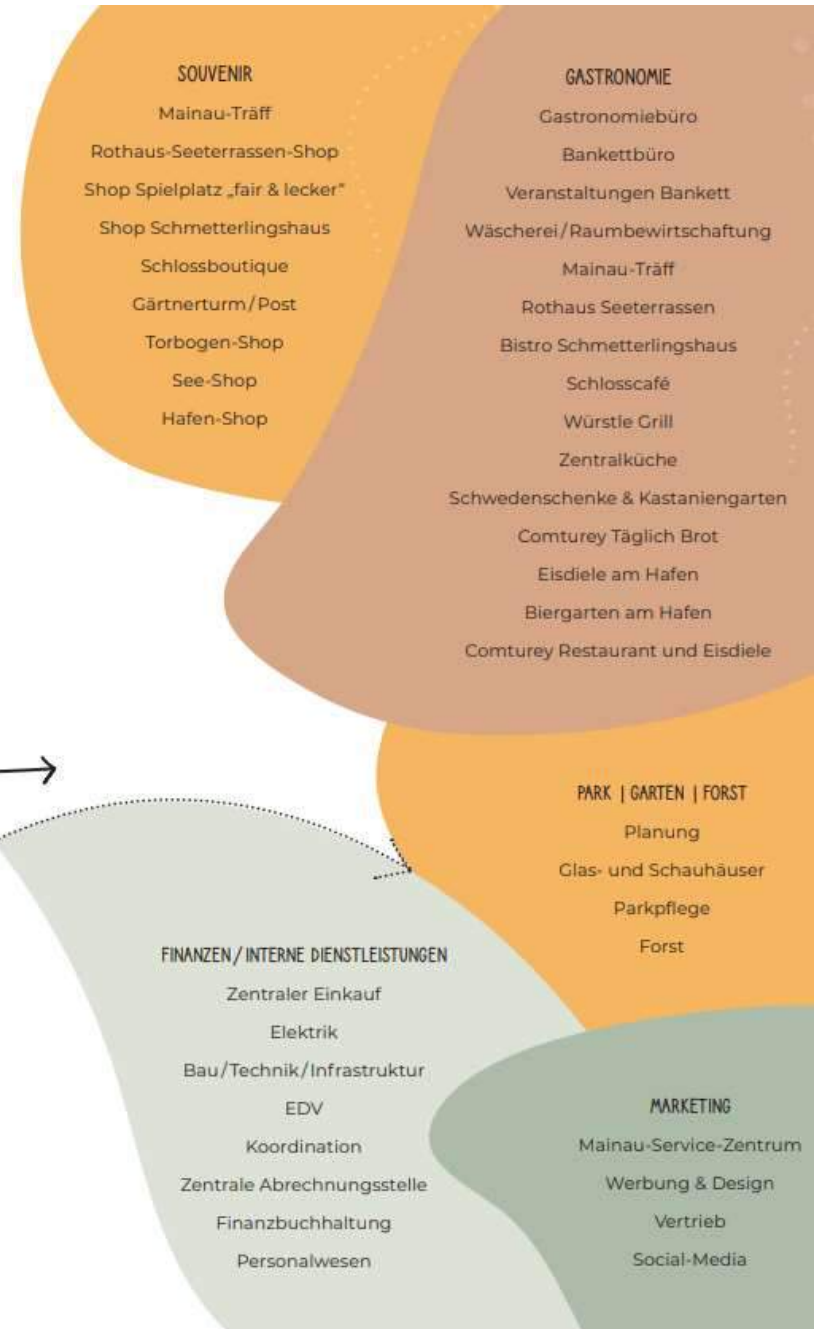 SOUVENIR
Mainau-Träff
Rothaus-Seeterrassen-Shop
Shop Spielplatz „fair & lecker“
Shop Schmetterlingshaus
Schlossboutique
Gärtnerturm/Post
Torbogen-Shop
See-Shop
Hafen-Shop
GASTRONOMIE
Gastronomiebüro
Bankettbüro
Veranstaltungen Bankett
Wäscherei/Raumbewirtschaftung
Mainau-Träff
Rothaus Seeterrassen
Bistro Schmetterlingshaus
Schlosscafé
Würstle Grill
Zentralküche
Schwedenschenke & Kastaniengarten
Comturey Täglich Brot
Eisdiele am Hafen
Biergarten am Hafen
Comturey Restaurant und Eisdiele
PARK | GARTEN | FORST
Planung
Glas- und Schauhäuser
Parkpflege
Forst
FINANZEN/INTERNE DIENSTLEISTUNGEN
Zentraler Einkauf
Elektrik
Bau/Technik/Infrastruktur
EDV
Koordination
Zentrale Abrechnungsstelle
Finanzbuchhaltung
Personalwesen
MARKETING
Mainau-Service-Zentrum
Werbung & Design
Vertrieb
Social-Media